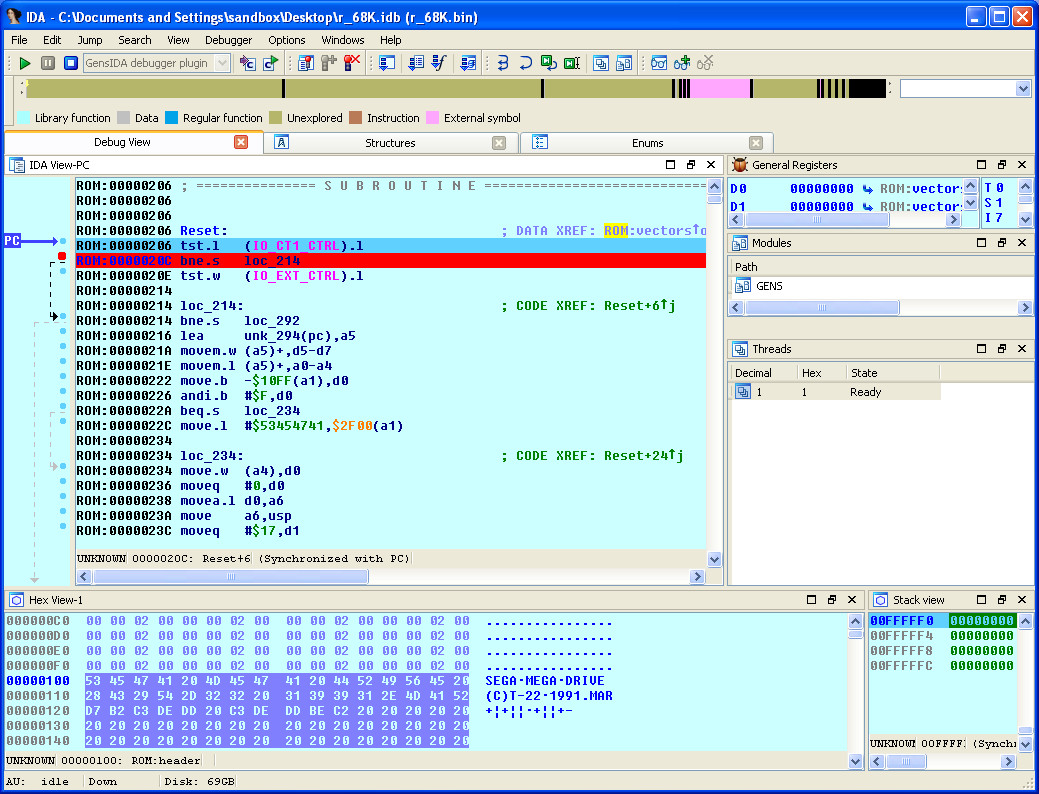 IDA - C:\Documents and Settings\sandbox\Desktop\r_68K.idb (r_68K.bin)
File Edit Jump Search View Debugger Options Windows Help
GensIDA debugger plugin
Library function Data Regular function Unexplored Instruction External symbol
Debug View Structures Enums
IDA View-PC
ROM:00000206 ; =============== S U B R O U T I N E ============================
ROM:00000206
ROM:00000206
ROM:00000206 Reset: ; DATA XREF: ROM:vectors↑o
PC
ROM:00000206 tst.l (IO_CT1_CTRL).l
ROM:0000020C bne.s loc_214
ROM:0000020E tst.w (IO_EXT_CTRL).l
ROM:00000214
ROM:00000214 loc_214: ; CODE XREF: Reset+6↑j
ROM:00000214 bne.s loc_292
ROM:00000216 lea unk_294(pc),a5
ROM:0000021A movem.w (a5)+,d5-d7
ROM:0000021E movem.l (a5)+,a0-a4
ROM:00000222 move.b -$10FF(a1),d0
ROM:00000226 andi.b #$F,d0
ROM:0000022A beq.s loc_234
ROM:0000022C move.l #$53454741,$2F00(a1)
ROM:00000234
ROM:00000234 loc_234: ; CODE XREF: Reset+24↑j
ROM:00000234 move.w (a4),d0
ROM:00000236 moveq #0,d0
ROM:00000238 movea.l d0,a6
ROM:0000023A move a6,usp
ROM:0000023C moveq #$17,d1
UNKNOWN 0000020C: Reset+6 (Synchronized with PC)
General Registers
D0 00000000 ROM:vector: T 0
D1 00000000 ROM:vector: S 1
I 7
Modules
Path
GENS
Threads
Decimal Hex State
1 1 Ready
Hex View-1
000000C0 00 00 02 00 00 00 02 00 00 00 02 00 00 00 02 00 ................
000000D0 00 00 02 00 00 00 02 00 00 00 02 00 00 00 02 00 ................
000000E0 00 00 02 00 00 00 02 00 00 00 02 00 00 00 02 00 ................
000000F0 00 00 02 00 00 00 02 00 00 00 02 00 00 00 02 00 ................
00000100 53 45 47 41 20 4D 45 47 41 20 44 52 49 56 45 20 SEGA·MEGA·DRIVE
00000110 28 43 29 54 2D 32 32 20 31 39 39 31 2E 4D 41 52 (C)T-22·1991.MAR
00000120 D7 B2 C3 DE DD 20 C3 DE DD BE C2 20 20 20 20 20 +¦+¦¦·+¦¦+-
00000130 20 20 20 20 20 20 20 20 20 20 20 20 20 20 20 20
00000140 20 20 20 20 20 20 20 20 20 20 20 20 20 20 20 20
UNKNOWN 00000100: ROM:header
Stack view
00FFFFF0 00000000
00FFFFF4 00000000
00FFFFF8 00000000
00FFFFFC 00000000
UNKNOWN 00FFFF (Synch
AU: idle Down Disk: 69GB